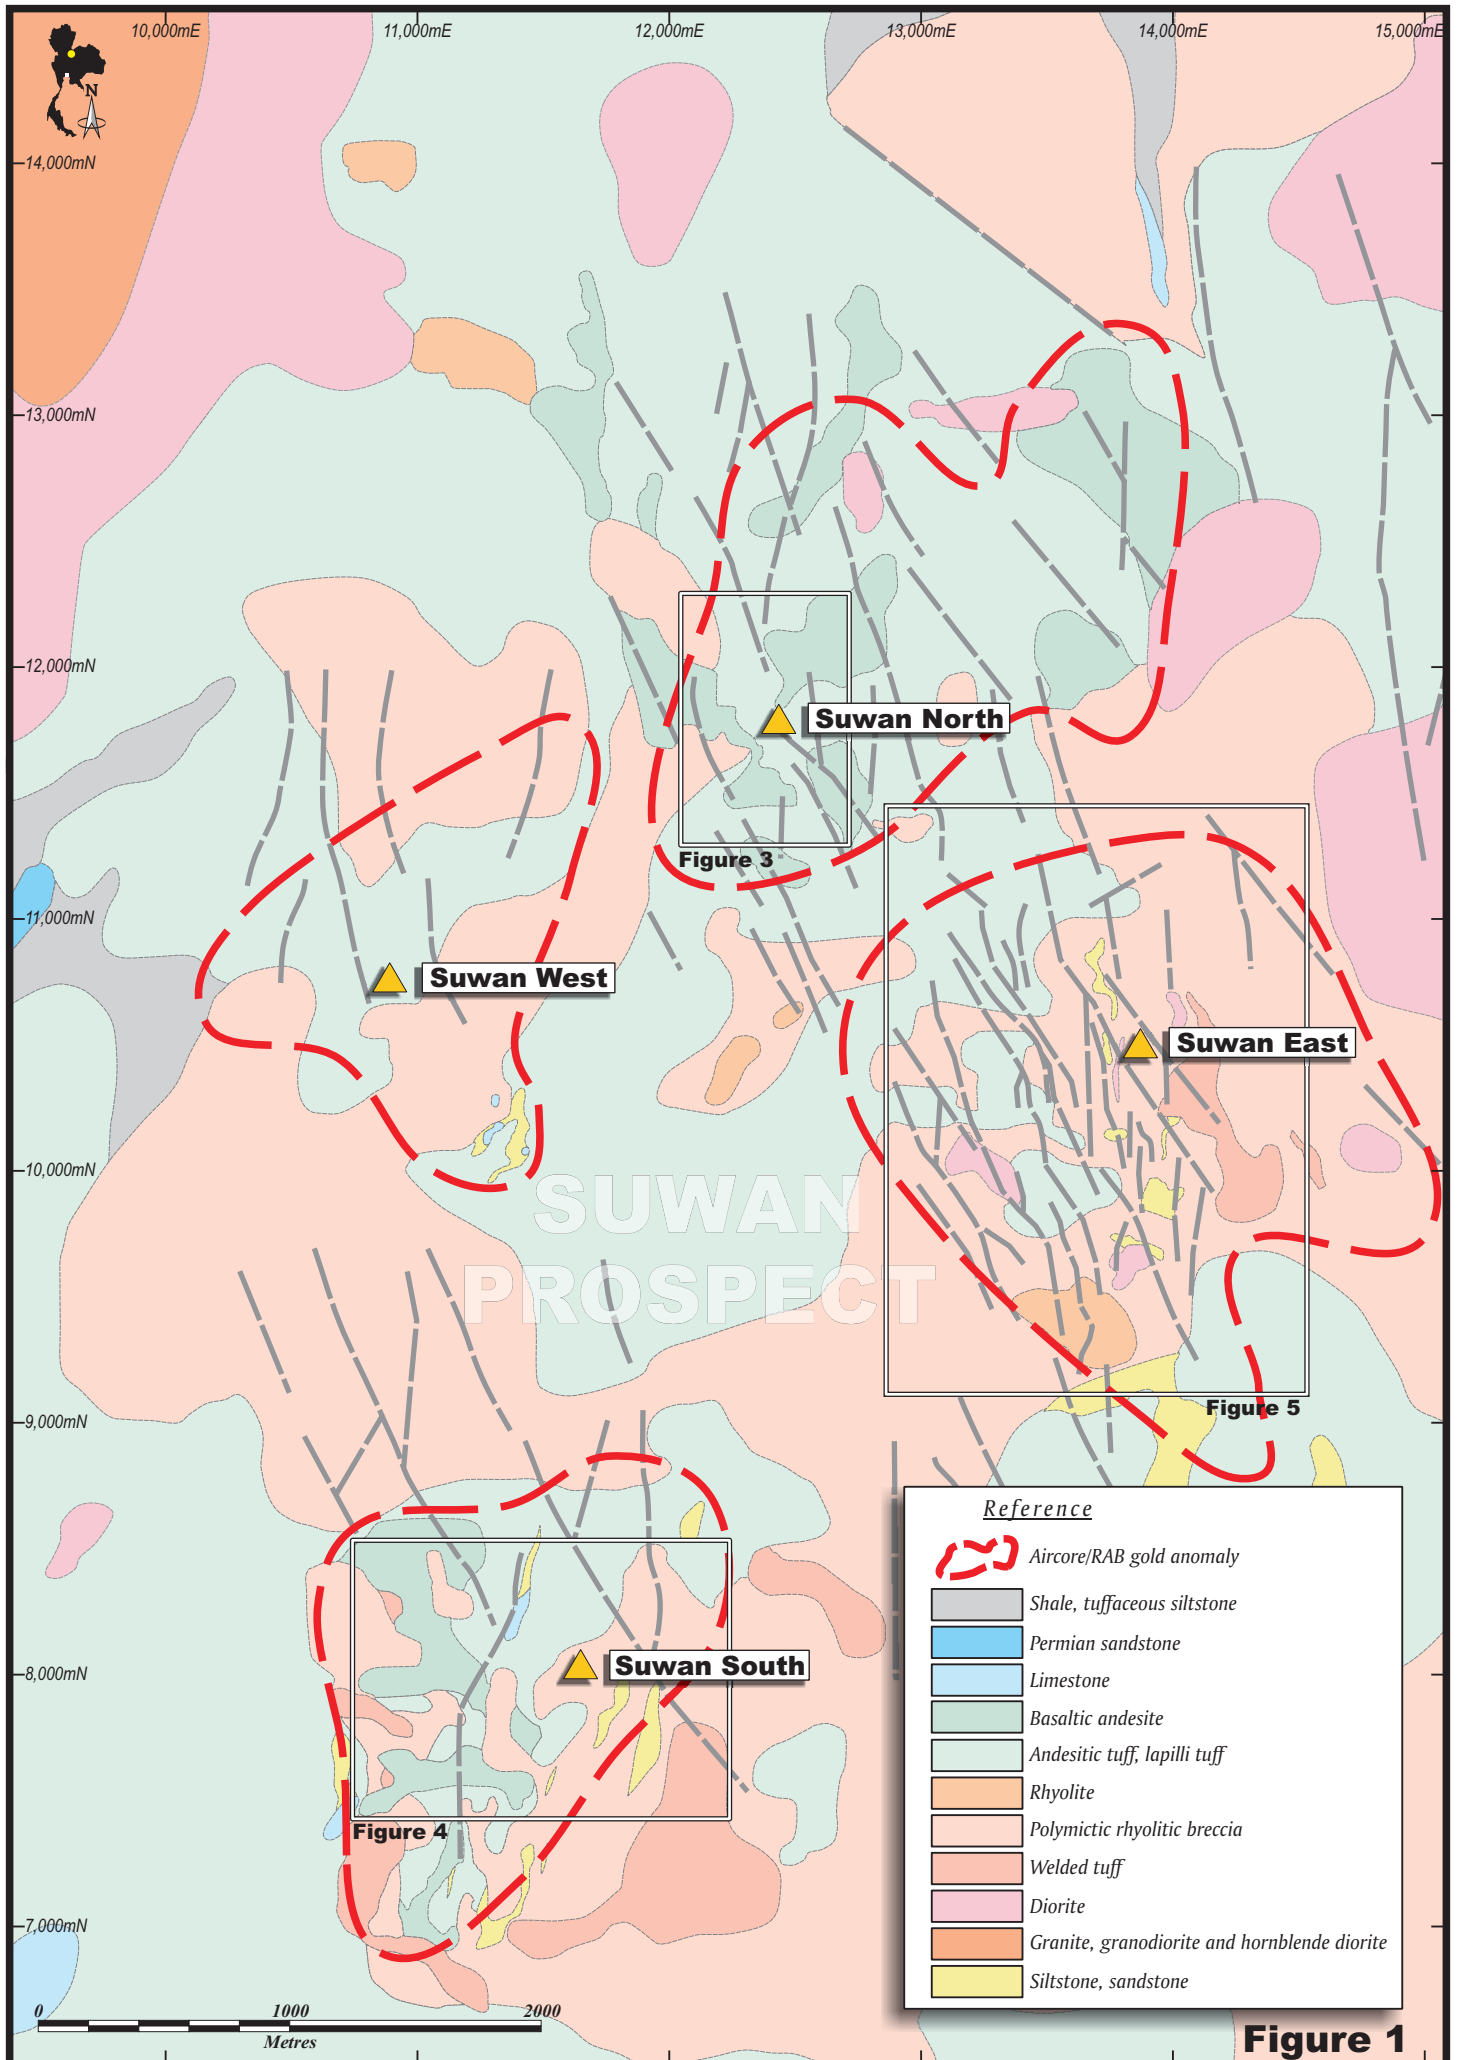 10,000mE
11,000mE
12,000mE
13,000mE
14,000mE
15,000mE
N
14,000mN
13,000mN
12,000mN
11,000mN
10,000mN
9,000mN
8,000mN
7,000mN
Suwan North
Figure 3
Suwan West
Suwan East
SUWAN
PROSPECT
Figure 5
Suwan South
Figure 4
Reference
Aircore/RAB gold anomaly
Shale, tuffaceous siltstone
Permian sandstone
Limestone
Basaltic andesite
Andesitic tuff, lapilli tuff
Rhyolite
Polymictic rhyolitic breccia
Welded tuff
Diorite
Granite, granodiorite and hornblende diorite
Siltstone, sandstone
0 1000 2000
Metres
Figure 1